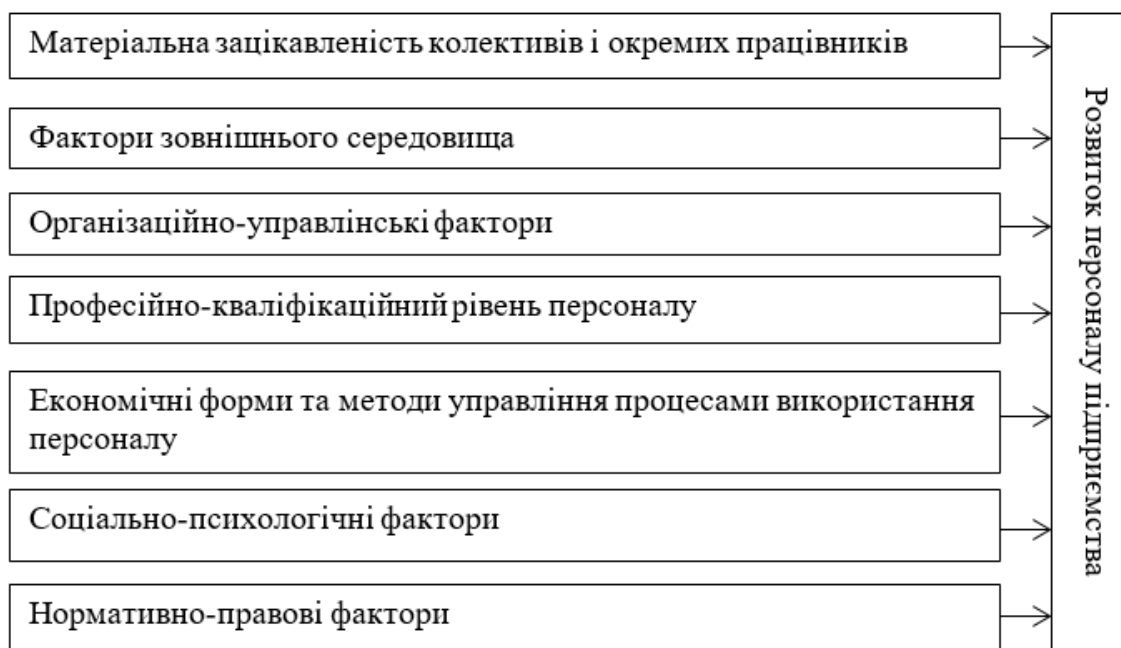 Матеріальна зацікавленість колективів і окремих працівників
Фактори зовнішнього середовища
Організаційно-управлінські фактори
Професійно-кваліфікаційний рівень персоналу
Економічні форми та методи управління процесами використання
персоналу
Соціально-психологічні фактори
Нормативно-правові фактори
Розвиток персоналу підприємства